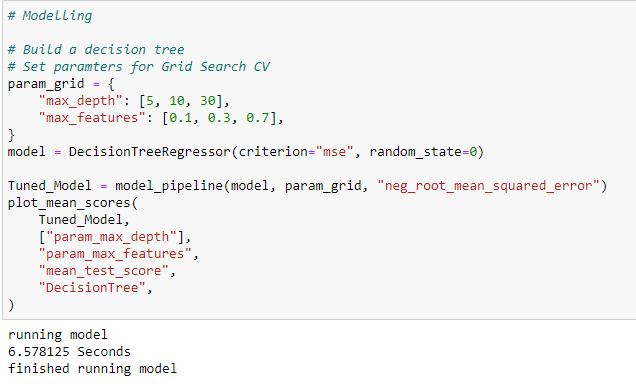 # Modelling
# Build a decision tree
# Set paramters for Grid Search CV
param_grid = {
    "max_depth": [5, 10, 30],
    "max_features": [0.1, 0.3, 0.7],
}
model = DecisionTreeRegressor(criterion="mse", random_state=0)
Tuned_Model = model_pipeline(model, param_grid, "neg_root_mean_squared_error")
plot_mean_scores(
    Tuned_Model,
    ["param_max_depth"],
    "param_max_features",
    "mean_test_score",
    "DecisionTree",
)
running model
6.578125 Seconds
finished running model